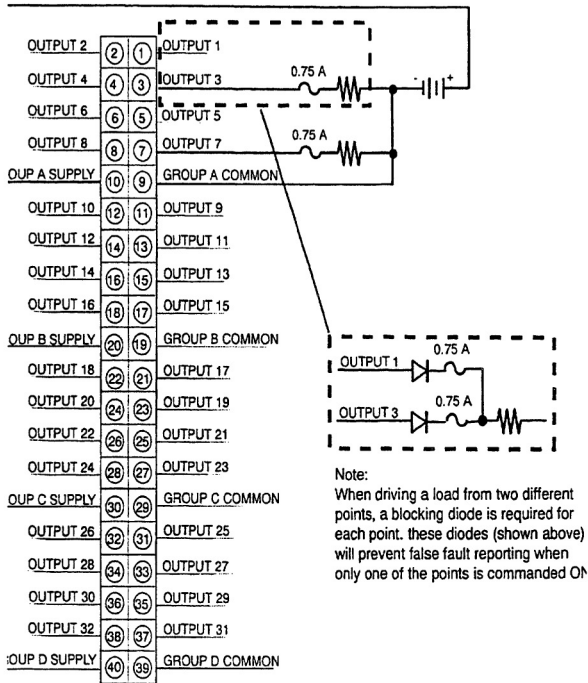 OUTPUT 2 2 1 OUTPUT 1
OUTPUT 4 4 3 OUTPUT 3 0.75 A - +
OUTPUT 6 6 5 OUTPUT 5
OUTPUT 8 8 7 OUTPUT 7 0.75 A
OUP A SUPPLY 10 9 GROUP A COMMON
OUTPUT 10 12 11 OUTPUT 9
OUTPUT 12 14 13 OUTPUT 11
OUTPUT 14 16 15 OUTPUT 13
OUTPUT 16 18 17 OUTPUT 15
OUP B SUPPLY 20 19 GROUP B COMMON
OUTPUT 18 22 21 OUTPUT 17
OUTPUT 20 24 23 OUTPUT 19
OUTPUT 22 26 25 OUTPUT 21
OUTPUT 24 28 27 OUTPUT 23
OUP C SUPPLY 30 29 GROUP C COMMON
OUTPUT 26 32 31 OUTPUT 25
OUTPUT 28 34 33 OUTPUT 27
OUTPUT 30 36 35 OUTPUT 29
OUTPUT 32 38 37 OUTPUT 31
OUP D SUPPLY 40 39 GROUP D COMMON
OUTPUT 1 0.75 A
OUTPUT 3 0.75 A
Note:
When driving a load from two different
points, a blocking diode is required for
each point. these diodes (shown above)
will prevent false fault reporting when
only one of the points is commanded ON